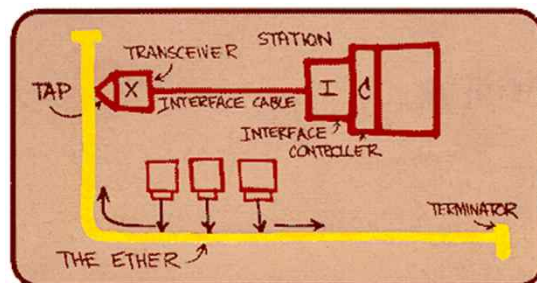 STATION
TRANSCEIVER
TAP
X
I
C
INTERFACE CABLE
INTERFACE
CONTROLLER
TERMINATOR
THE ETHER